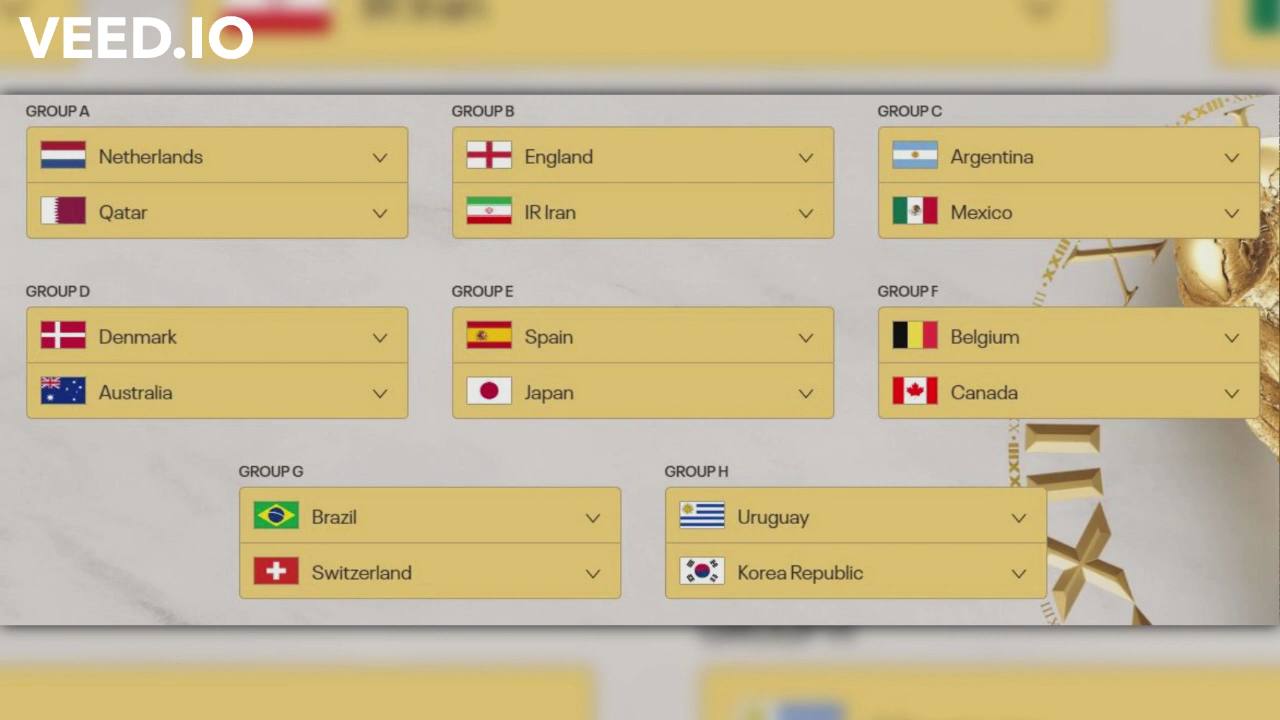 VEED.IO
GROUP A
Netherlands
Qatar
GROUP B
England
IR Iran
GROUP C
Argentina
Mexico
GROUP D
Denmark
Australia
GROUP E
Spain
Japan
GROUP F
Belgium
Canada
GROUP G
Brazil
Switzerland
GROUP H
Uruguay
Korea Republic